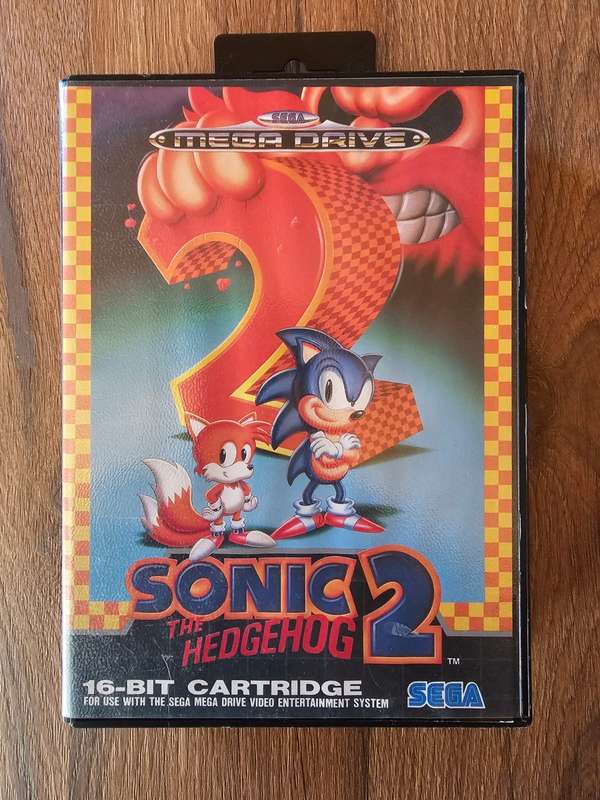 SEGA
MEGA DRIVE
2
SONIC
THE
HEDGEHOG 2
TM
16-BIT CARTRIDGE
FOR USE WITH THE SEGA MEGA DRIVE VIDEO ENTERTAINMENT SYSTEM
SEGA